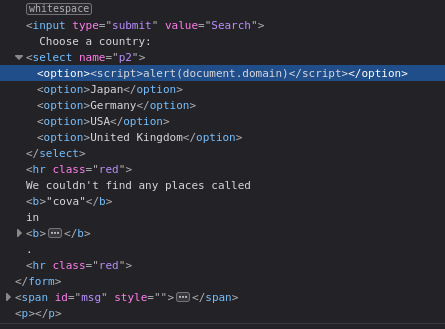 whitespace
<input type="submit" value="Search">
Choose a country:
<select name="p2">
<option><script>alert(document.domain)</script></option>
<option>Japan</option>
<option>Germany</option>
<option>USA</option>
<option>United Kingdom</option>
</select>
<hr class="red">
We couldn't find any places called
<b>"cova"</b>
in
<b>…</b>
.
<hr class="red">
</form>
<span id="msg" style="">…</span>
<p></p>